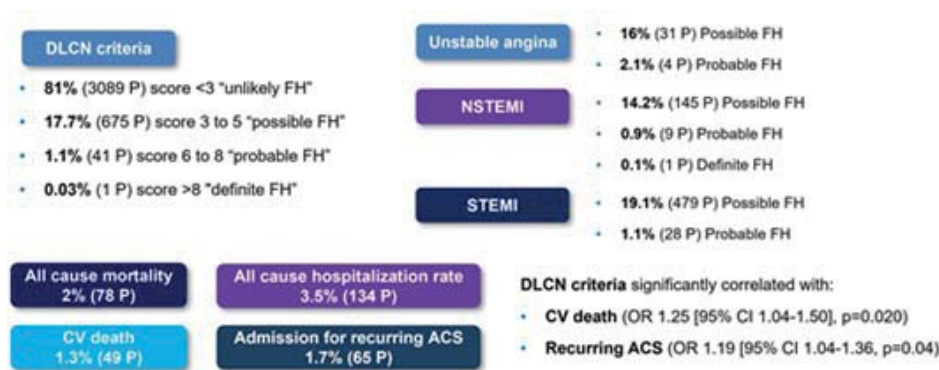 DLCN criteria
• 81% (3089 P) score <3 “unlikely FH”
• 17.7% (675 P) score 3 to 5 “possible FH”
• 1.1% (41 P) score 6 to 8 “probable FH”
• 0.03% (1 P) score >8 "definite FH”
Unstable angina
• 16% (31 P) Possible FH
• 2.1% (4 P) Probable FH
NSTEMI
• 14.2% (145 P) Possible FH
• 0.9% (9 P) Probable FH
• 0.1% (1 P) Definite FH
STEMI
• 19.1% (479 P) Possible FH
• 1.1% (28 P) Probable FH
All cause mortality
2% (78 P)
All cause hospitalization rate
3.5% (134 P)
CV death
1.3% (49 P)
Admission for recurring ACS
1.7% (65 P)
DLCN criteria significantly correlated with:
• CV death (OR 1.25 [95% CI 1.04-1.50], p=0.020)
• Recurring ACS (OR 1.19 [95% CI 1.04-1.36, p=0.04)